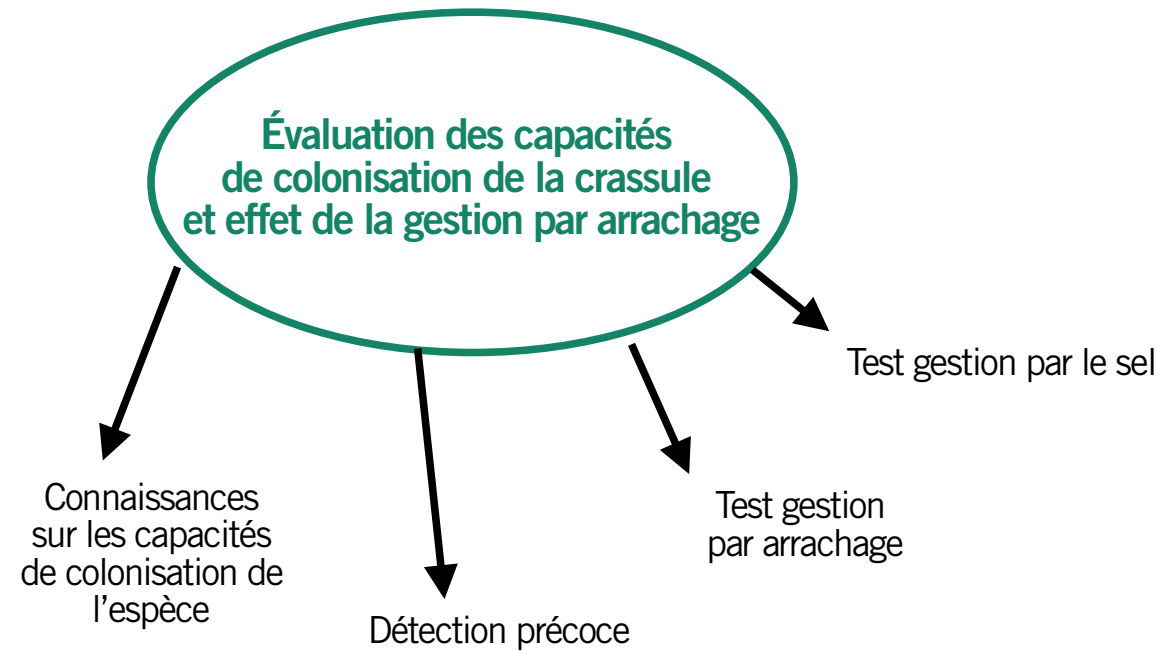 Évaluation des capacités
de colonisation de la crassule
et effet de la gestion par arrachage
Test gestion par le sel
Connaissances
sur les capacités
de colonisation de
l'espèce
Test gestion
par arrachage
Détection précoce